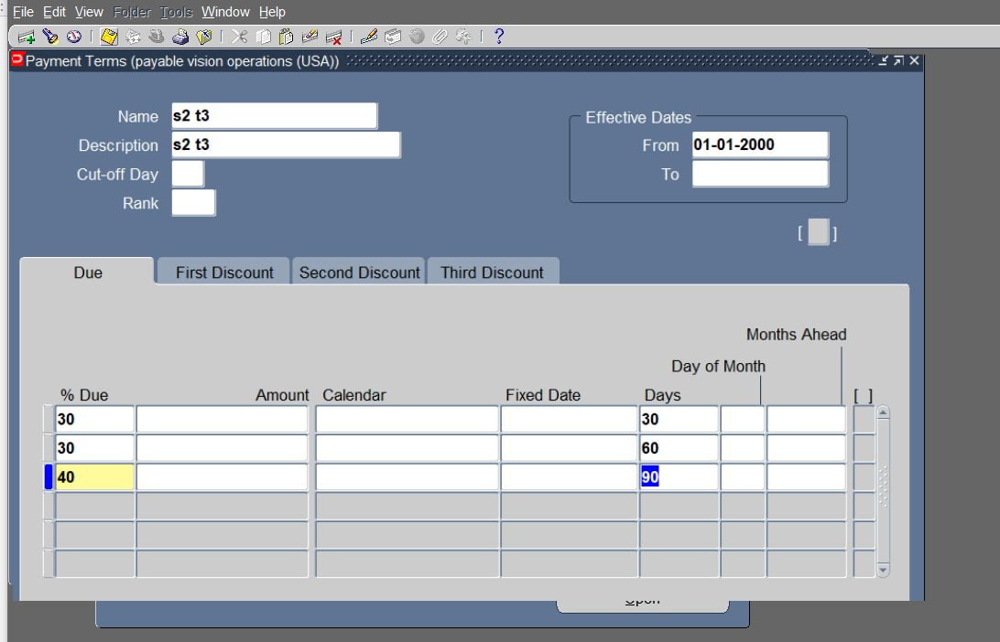 File Edit View Folder Tools Window Help
Payment Terms (payable vision operations (USA))
Name s2 t3
Description s2 t3
Cut-off Day
Rank
Effective Dates
From 01-01-2000
To
[ ]
Due First Discount Second Discount Third Discount
Months Ahead
Day of Month
% Due Amount Calendar Fixed Date Days [ ]
30 30
30 60
40 90
Open